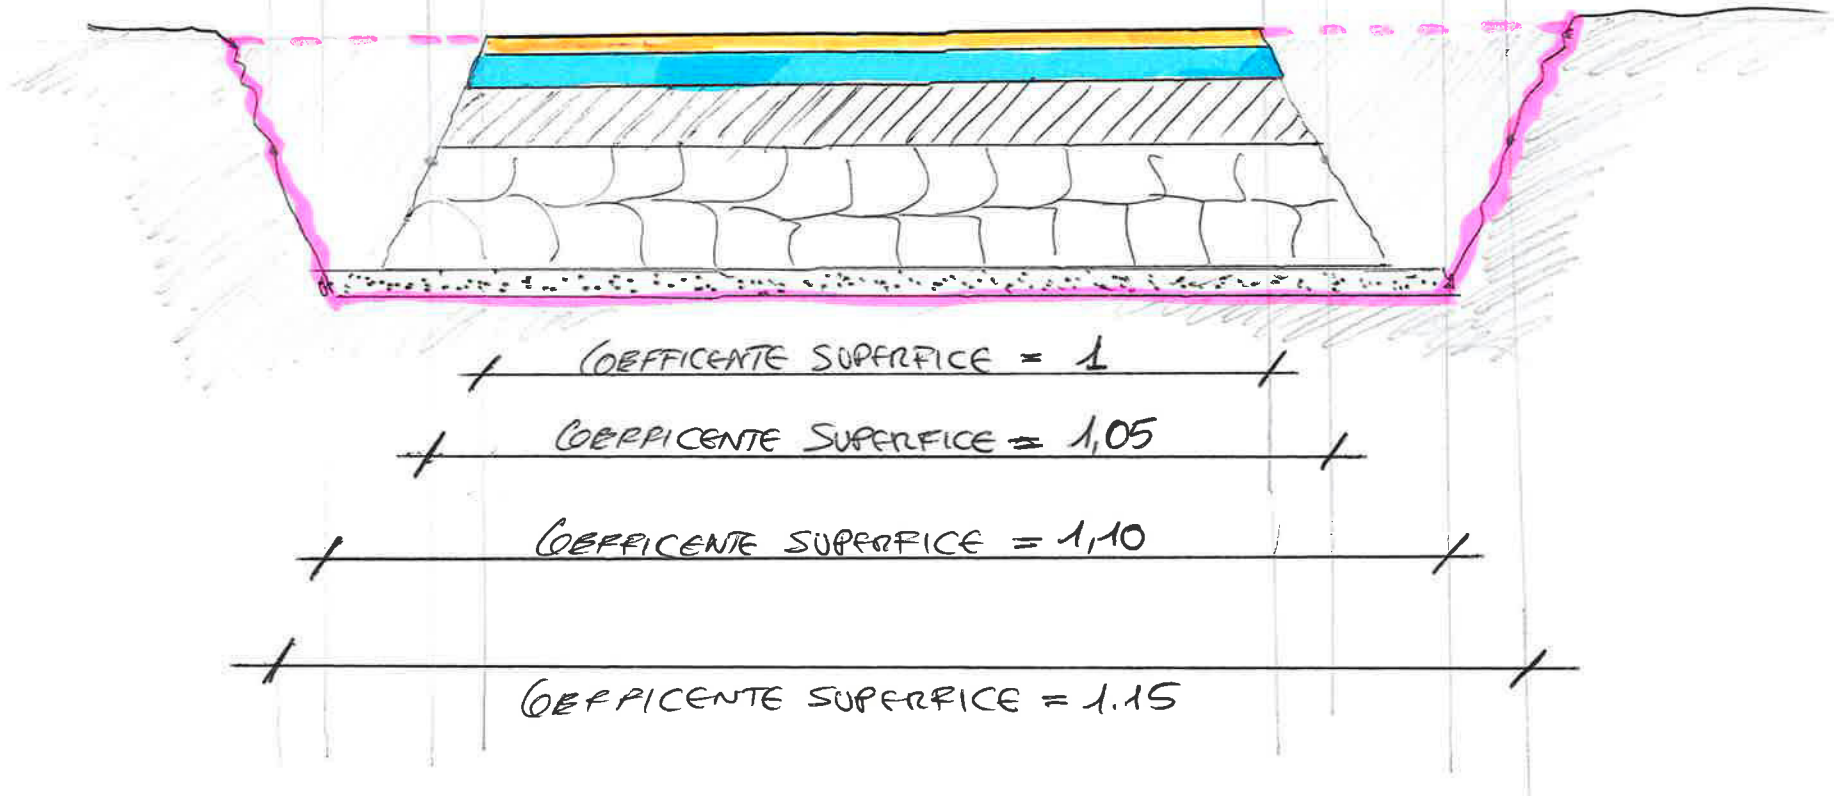 COEFFICENTE SUPERFICE = 1
COEFFICENTE SUPERFICE = 1,05
COEFFICENTE SUPERFICE = 1,10
COEFFICENTE SUPERFICE = 1.15